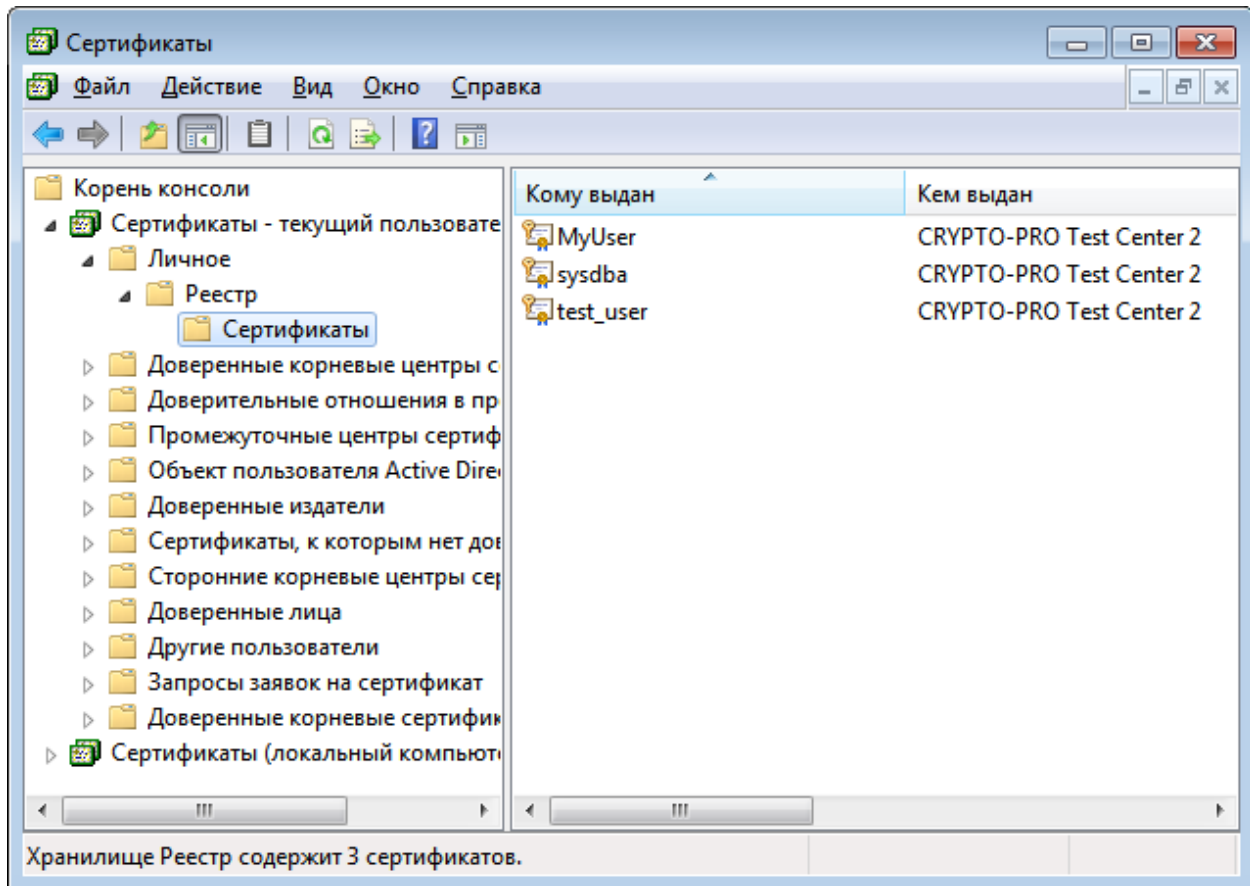 Сертификаты
Файл Действие Вид Окно Справка
Корень консоли
Сертификаты - текущий пользовате
Личное
Реестр
Сертификаты
Доверенные корневые центры с
Доверительные отношения в пр
Промежуточные центры сертиф
Объект пользователя Active Dire
Доверенные издатели
Сертификаты, к которым нет дов
Сторонние корневые центры сер
Доверенные лица
Другие пользователи
Запросы заявок на сертификат
Доверенные корневые сертифик
Сертификаты (локальный компьют
Кому выдан Кем выдан
MyUser CRYPTO-PRO Test Center 2
sysdba CRYPTO-PRO Test Center 2
test_user CRYPTO-PRO Test Center 2
Хранилище Реестр содержит 3 сертификатов.